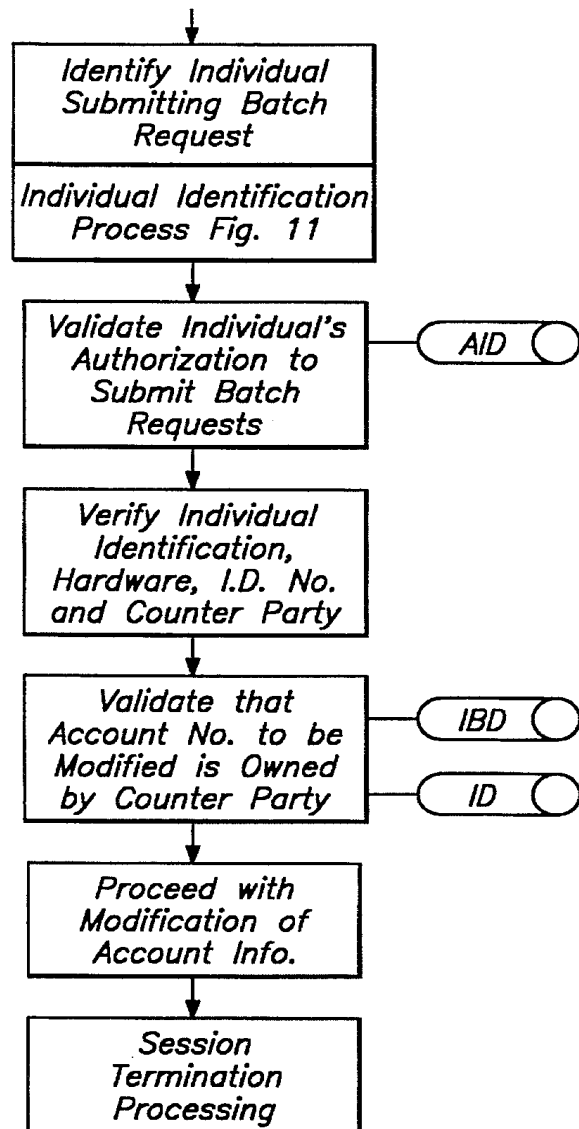 Identify Individual
Submitting Batch
Request
Individual Identification
Process Fig. 11
Validate Individual's
Authorization to
Submit Batch
Requests
AID
Verify Individual
Identification,
Hardware, I.D. No.
and Counter Party
Validate that
Account No. to be
Modified is Owned
by Counter Party
IBD
ID
Proceed with
Modification of
Account Info.
Session
Termination
Processing